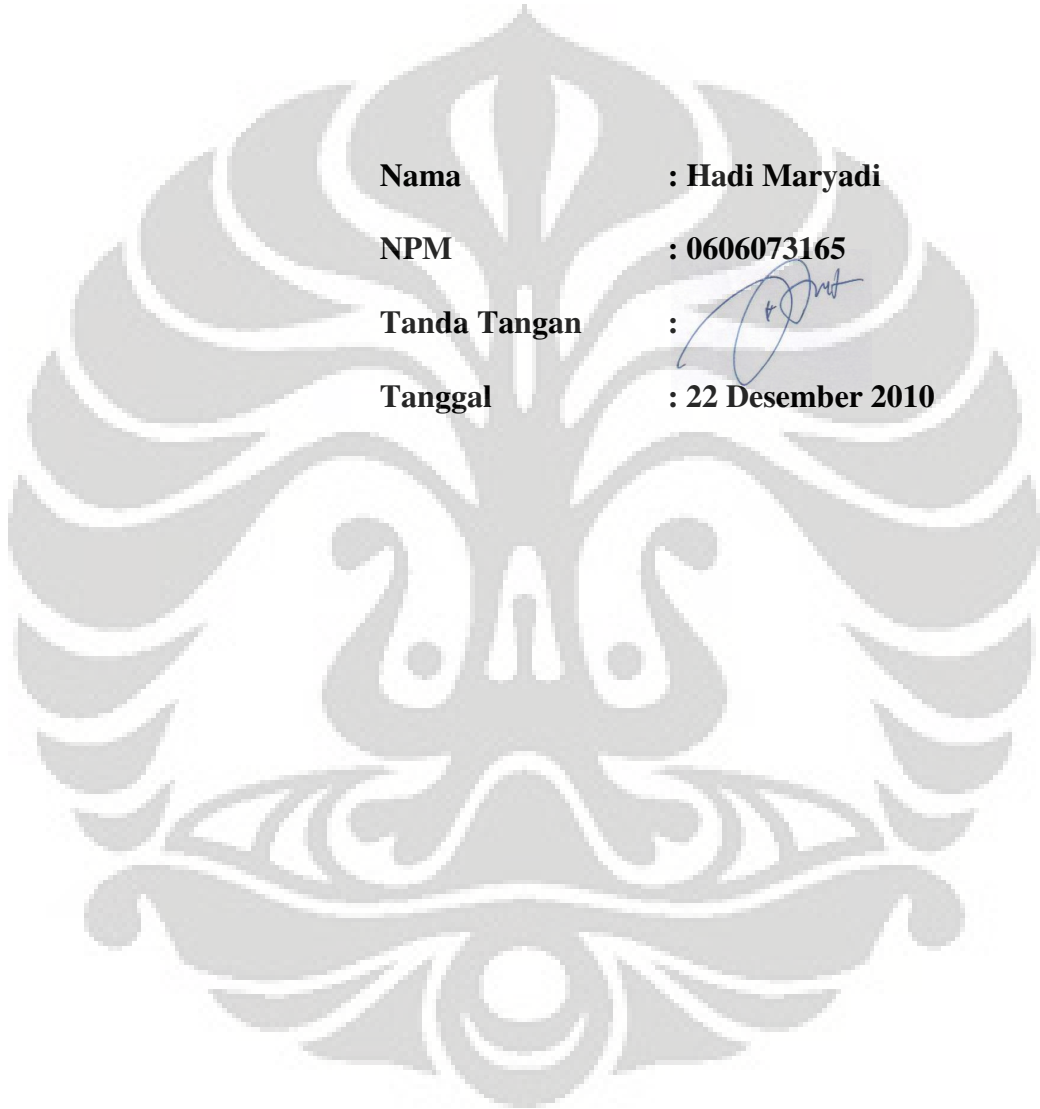 Nama : Hadi Maryadi
NPM : 0606073165
Tanda Tangan :
Tanggal : 22 Desember 2010